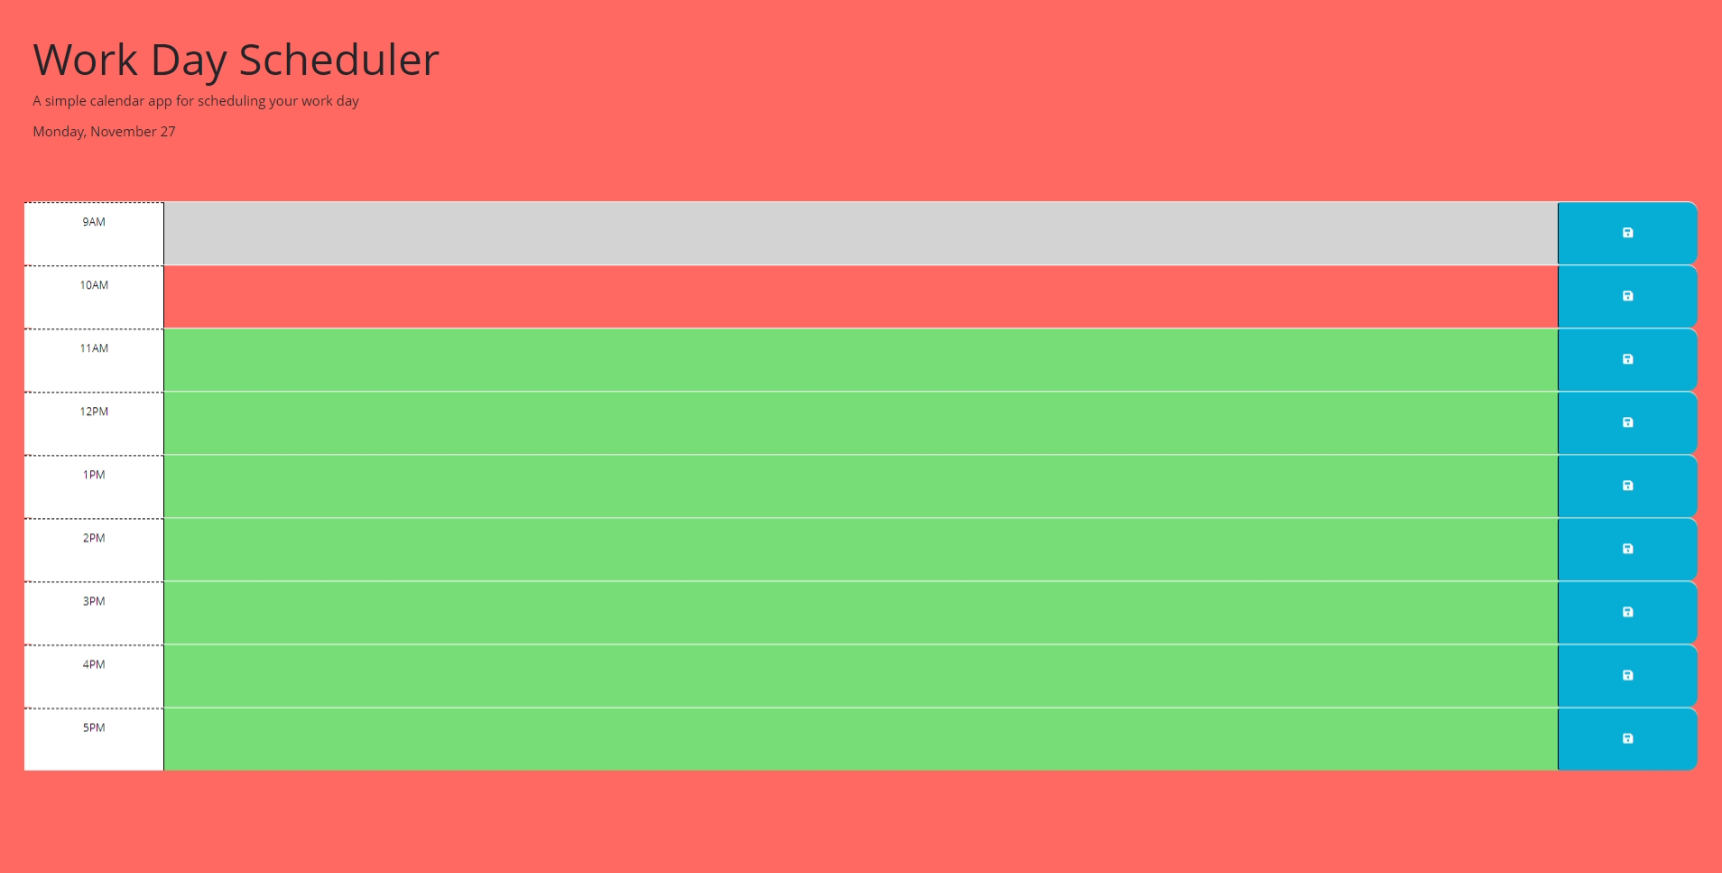 Work Day Scheduler
A simple calendar app for scheduling your work day
Monday, November 27
9AM
10AM
11AM
12PM
1PM
2PM
3PM
4PM
5PM